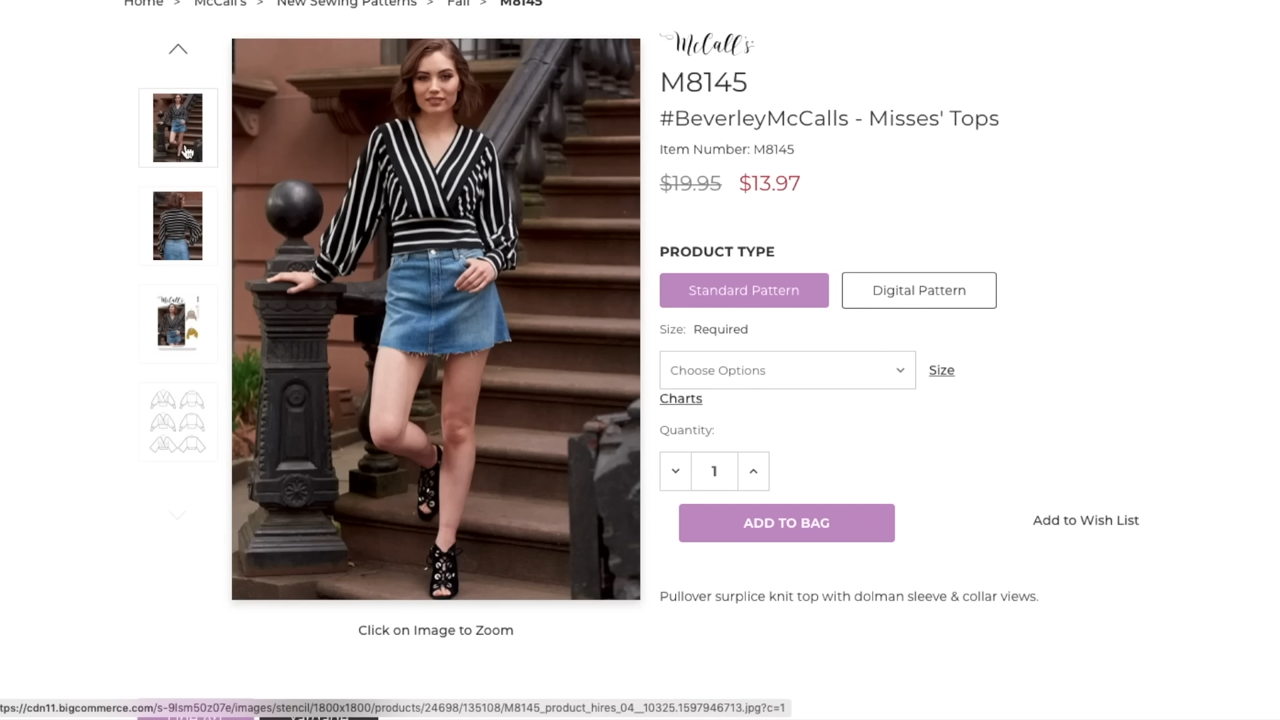 Home > McCall's > New Sewing Patterns > Fall > M8145
McCall's
M8145
#BeverleyMcCalls - Misses' Tops
Item Number: M8145
$19.95 $13.97
PRODUCT TYPE
Standard Pattern Digital Pattern
Size: Required
Choose Options Size
Charts
Quantity:
1
ADD TO BAG
Add to Wish List
Pullover surplice knit top with dolman sleeve & collar views.
Click on Image to Zoom
ttps://cdn11.bigcommerce.com/s-9lsm50z07e/images/stencil/1800x1800/products/24698/135108/M8145_product_hires_04__10325.1597946713.jpg?c=1